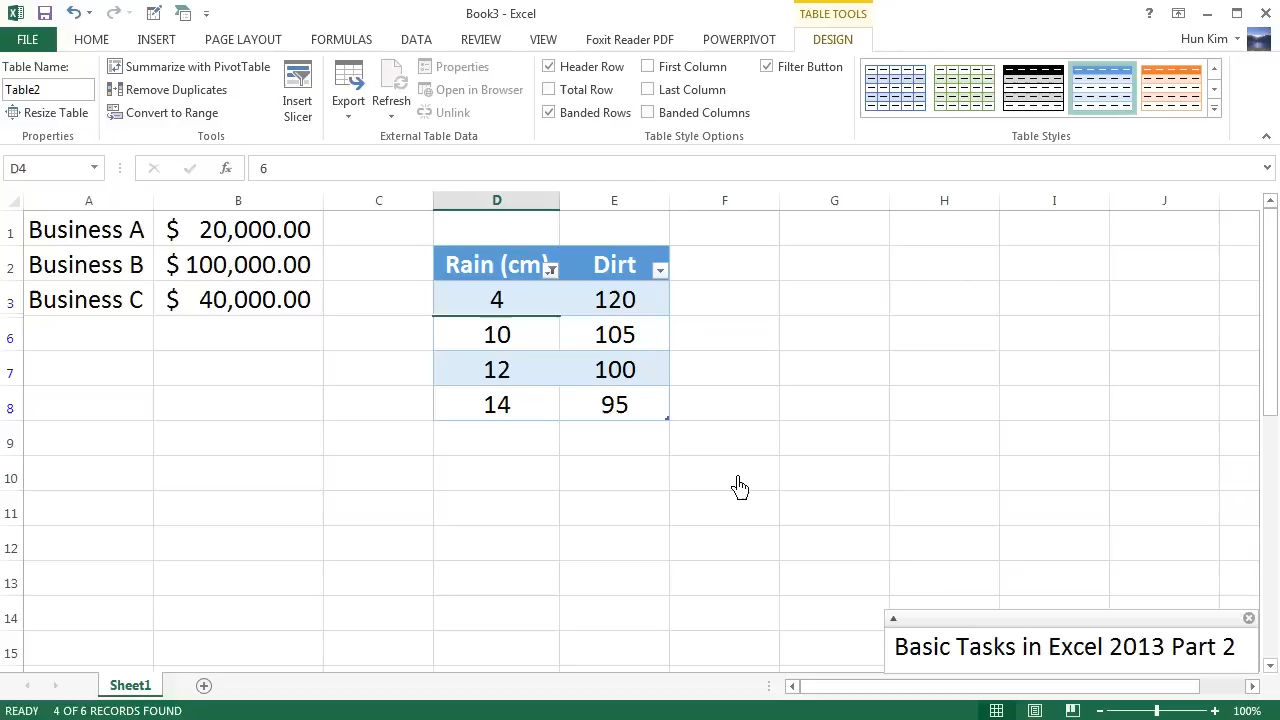 Book3 - Excel
TABLE TOOLS
FILE HOME INSERT PAGE LAYOUT FORMULAS DATA REVIEW VIEW Foxit Reader PDF POWERPIVOT DESIGN Hun Kim
Table Name:
Table2
Resize Table
Properties
Summarize with PivotTable
Remove Duplicates
Convert to Range
Insert
Slicer
Tools
Export
Refresh
Properties
Open in Browser
Unlink
External Table Data
Header Row
Total Row
Banded Rows
First Column
Last Column
Banded Columns
Filter Button
Table Style Options
Table Styles
D4 fx 6
A B C D E F G H I J
1 Business A $ 20,000.00
2 Business B $ 100,000.00 Rain (cm) Dirt
3 Business C $ 40,000.00 4 120
6 10 105
7 12 100
8 14 95
9
10
11
12
13
14
15
Basic Tasks in Excel 2013 Part 2
Sheet1
READY 4 OF 6 RECORDS FOUND 100%